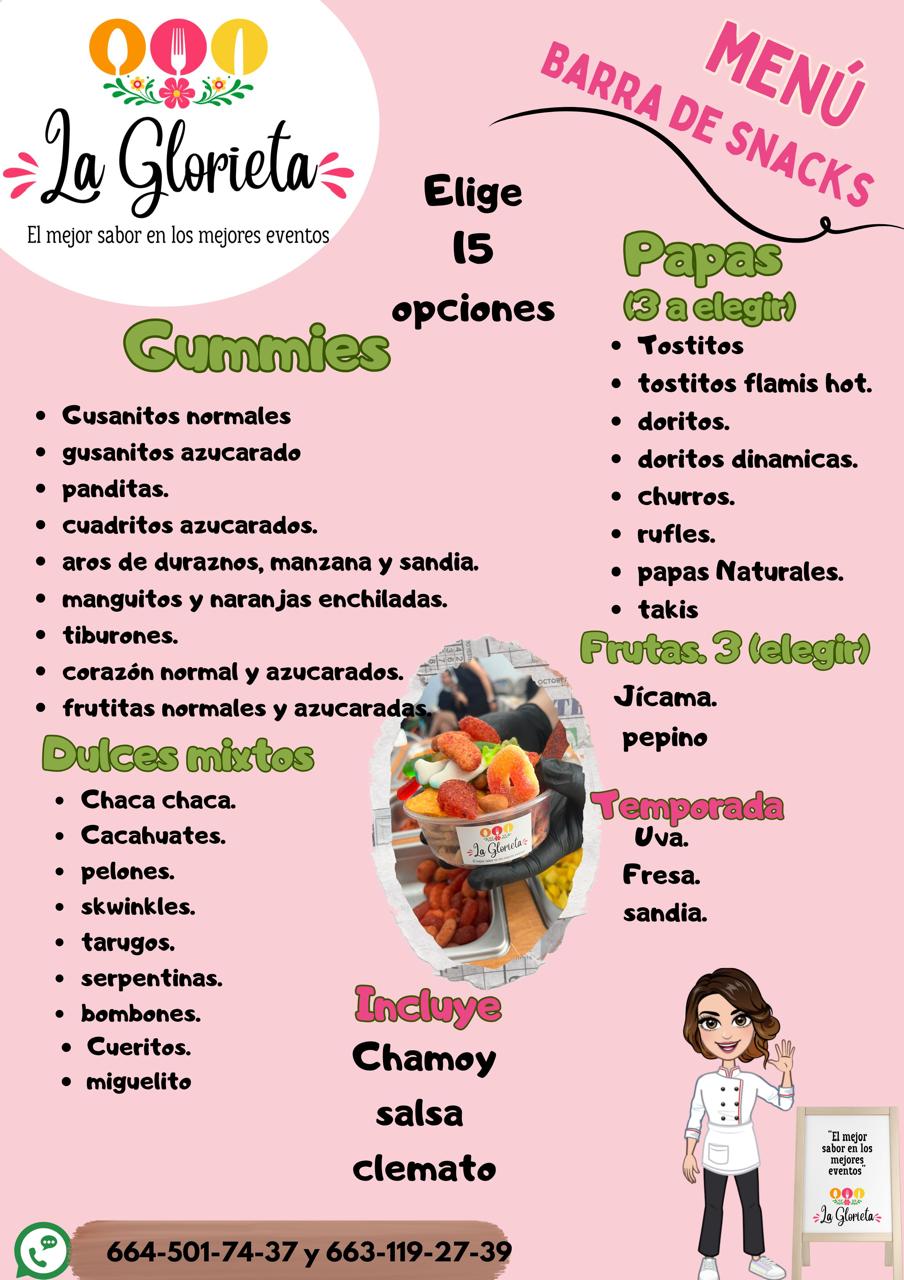 La Glorieta
El mejor sabor en los mejores eventos
MENÚ
BARRA DE SNACKS
Elige
15
opciones
Gummies
Gusanitos normales
gusanitos azucarado
panditas.
cuadritos azucarados.
aros de duraznos, manzana y sandia.
manguitos y naranjas enchiladas.
tiburones.
corazón normal y azucarados.
frutitas normales y azucaradas.
Dulces mixtos
Chaca chaca.
Cacahuates.
pelones.
skwinkles.
tarugos.
serpentinas.
bombones.
Cueritos.
miguelito
Papas
(3 a elegir)
Tostitos
tostitos flamis hot.
doritos.
doritos dinamicas.
churros.
rufles.
papas Naturales.
takis
Frutas. 3 (elegir)
Jícama.
pepino
Temporada
Uva.
Fresa.
sandia.
La Glorieta
Incluye
Chamoy
salsa
clemato
"El mejor
sabor en los
mejores
eventos"
La Glorieta
664-501-74-37 y 663-119-27-39